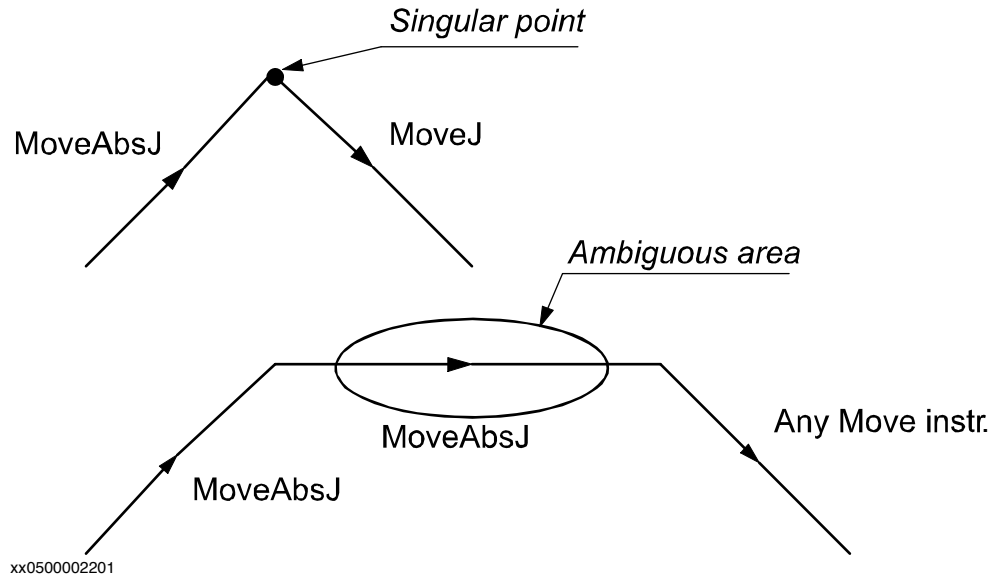 Singular point
MoveAbsJ
MoveJ
Ambiguous area
MoveAbsJ
Any Move instr.
MoveAbsJ
xx0500002201